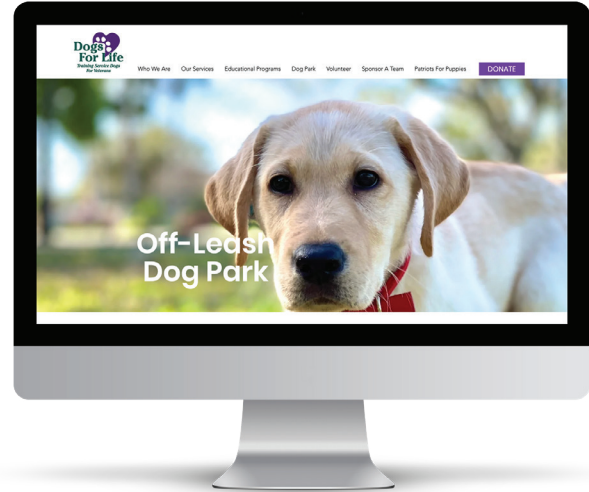 Dogs
For Life
Training Service Dogs
For Veterans
Who We Are Our Services Educational Programs Dog Park Volunteer Sponsor A Team Patriots For Puppies DONATE
Off-Leash
Dog Park